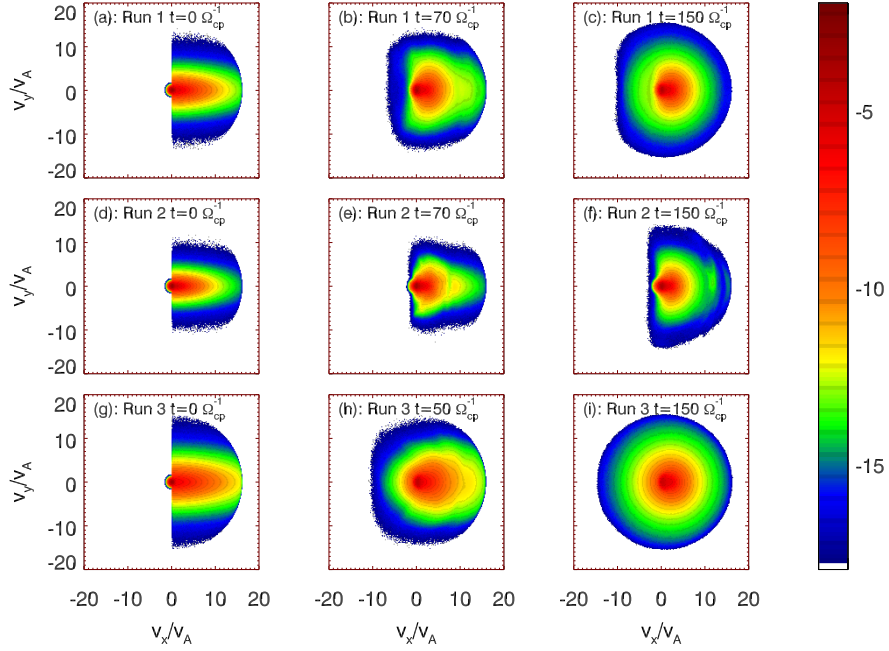 (a): Run 1 t=0 Ω_cp^-1
(b): Run 1 t=70 Ω_cp^-1
(c): Run 1 t=150 Ω_cp^-1
20
10
0
-10
-20
v_y/v_A
(d): Run 2 t=0 Ω_cp^-1
(e): Run 2 t=70 Ω_cp^-1
(f): Run 2 t=150 Ω_cp^-1
20
10
0
-10
-20
v_y/v_A
(g): Run 3 t=0 Ω_cp^-1
(h): Run 3 t=50 Ω_cp^-1
(i): Run 3 t=150 Ω_cp^-1
20
10
0
-10
-20
v_y/v_A
-20 -10 0 10 20
-20 -10 0 10 20
-20 -10 0 10 20
v_x/v_A
v_x/v_A
v_x/v_A
-5
-10
-15